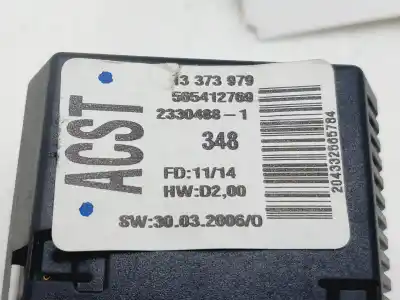 ACST
13 373 979
565412769
2330488-1
348
FD:11/14
HW:D2,00
SW:30.03.2006/0
204332665784